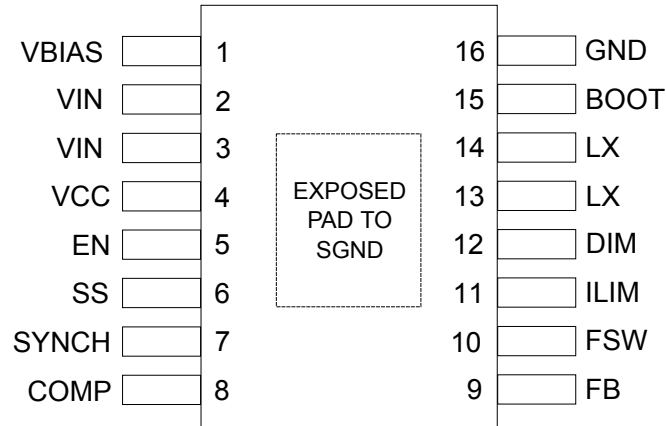 VBIAS 1 16 GND
VIN 2 15 BOOT
VIN 3 14 LX
VCC 4 13 LX
EN 5 12 DIM
SS 6 11 ILIM
SYNCH 7 10 FSW
COMP 8 9 FB
EXPOSED
PAD TO
SGND